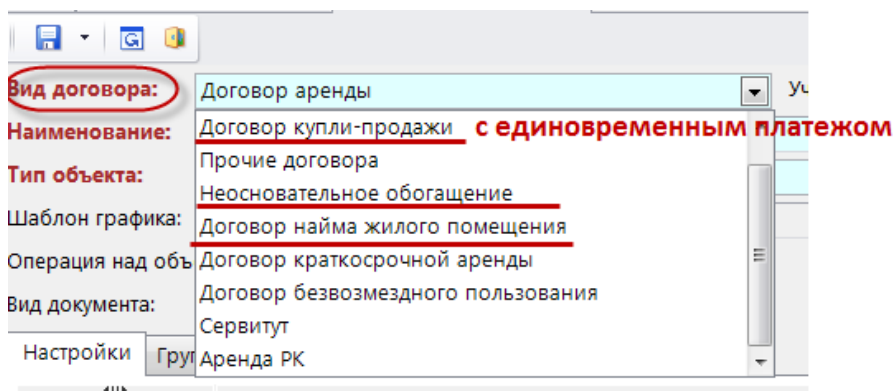 Вид договора: Договор аренды Уч
Наименование: Договор купли-продажи с единовременным платежом
Прочие договора
Тип объекта:
Неосновательное обогащение
Шаблон графика: Договор найма жилого помещения
Операция над объ Договор краткосрочной аренды
Вид документа: Договор безвозмездного пользования
Сервитут
Настройки Груп Аренда РК